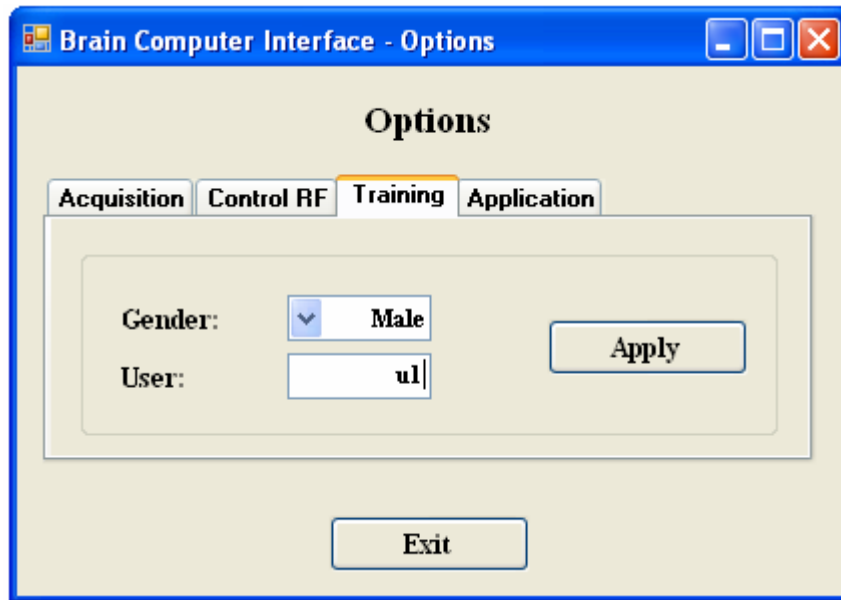 Brain Computer Interface - Options
Options
Acquisition Control RF Training Application
Gender: Male
Apply
User: u1
Exit